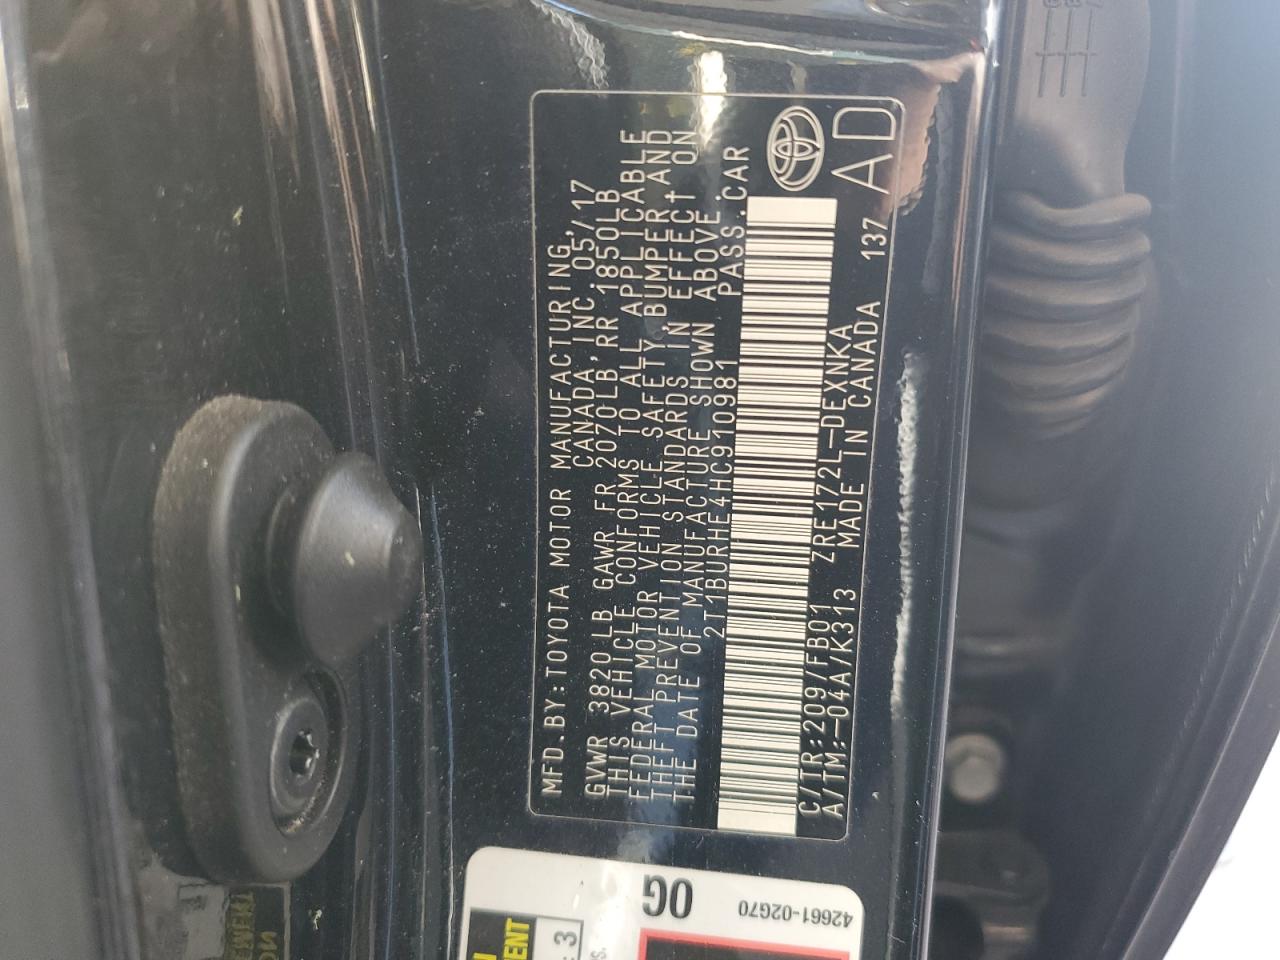 MFD.BY:TOYOTA MOTOR MANUFACTURING,
CANADA,INC. 05/17
GVWR 3820 LB GAWR FR 2070LB RR 1850LB
THIS VEHICLE CONFORMS TO ALL APPLICABLE
FEDERAL MOTOR VEHICLE SAFETY, BUMPER AND
THEFT PREVENTION STANDARDS IN EFFECT ON
THE DATE OF MANUFACTURE SHOWN ABOVE.
2T1BURHE4HC910981 PASS.CAR
C/TR:209/FB01 ZRE172L-DEXNKA
A/TM:-04A/K313 MADE IN CANADA 137
AD
0G
42661-02G70
3